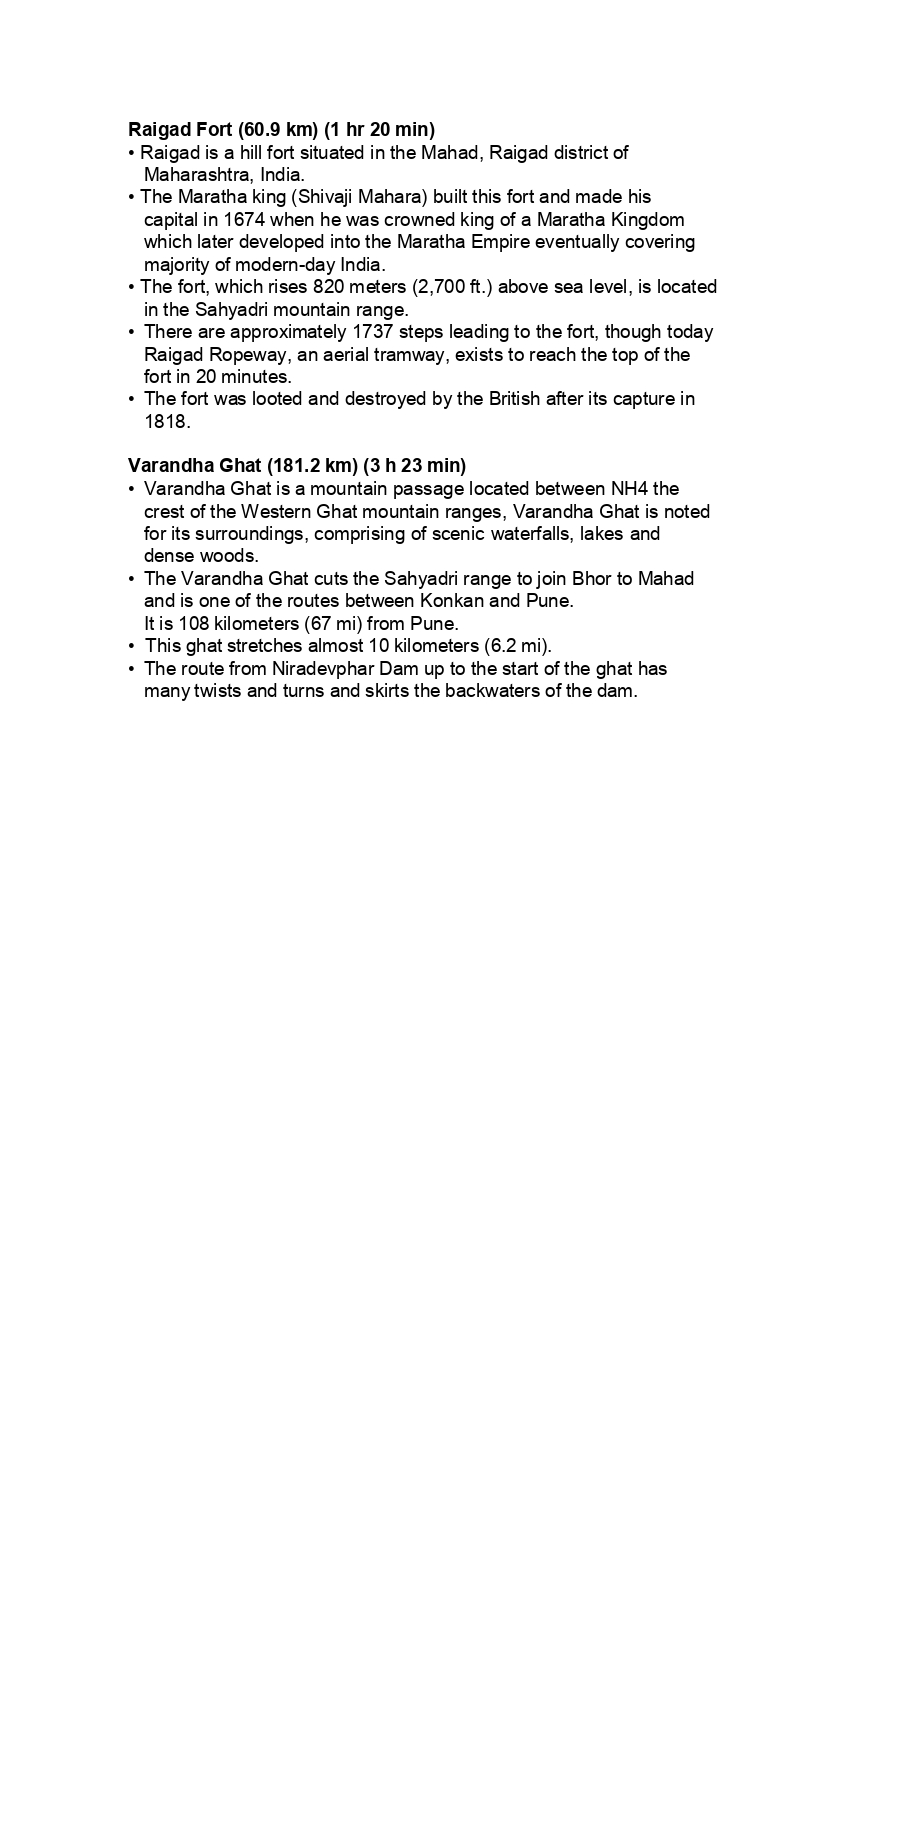 Raigad Fort (60.9 km) (1 hr 20 min)
• Raigad is a hill fort situated in the Mahad, Raigad district of
Maharashtra, India.
• The Maratha king (Shivaji Mahara) built this fort and made his
capital in 1674 when he was crowned king of a Maratha Kingdom
which later developed into the Maratha Empire eventually covering
majority of modern-day India.
• The fort, which rises 820 meters (2,700 ft.) above sea level, is located
in the Sahyadri mountain range.
• There are approximately 1737 steps leading to the fort, though today
Raigad Ropeway, an aerial tramway, exists to reach the top of the
fort in 20 minutes.
• The fort was looted and destroyed by the British after its capture in
1818.
Varandha Ghat (181.2 km) (3 h 23 min)
• Varandha Ghat is a mountain passage located between NH4 the
crest of the Western Ghat mountain ranges, Varandha Ghat is noted
for its surroundings, comprising of scenic waterfalls, lakes and
dense woods.
• The Varandha Ghat cuts the Sahyadri range to join Bhor to Mahad
and is one of the routes between Konkan and Pune.
It is 108 kilometers (67 mi) from Pune.
• This ghat stretches almost 10 kilometers (6.2 mi).
• The route from Niradevphar Dam up to the start of the ghat has
many twists and turns and skirts the backwaters of the dam.